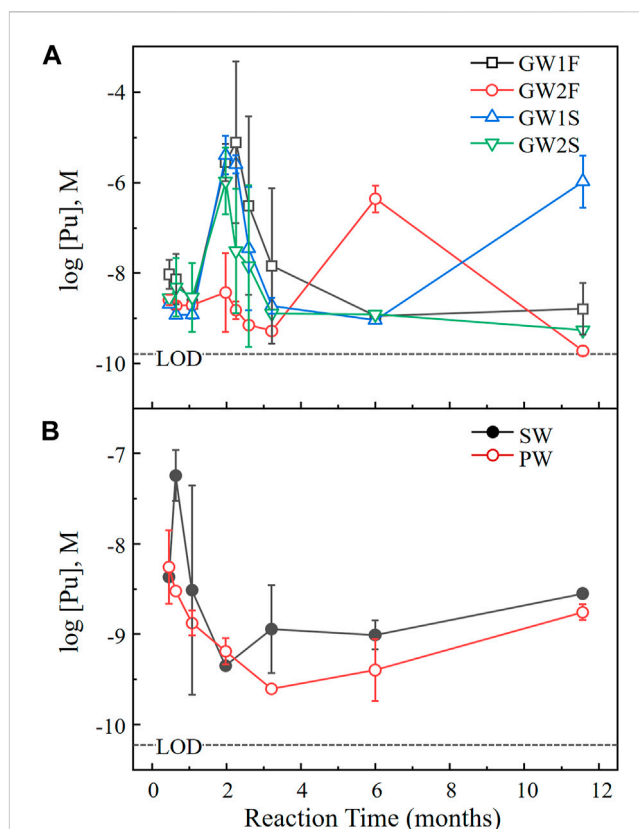 A
GW1F
GW2F
GW1S
GW2S
-4
-6
-8
-10
log [Pu], M
LOD
B
SW
PW
-7
-8
-9
-10
log [Pu], M
LOD
0 2 4 6 8 10 12
Reaction Time (months)